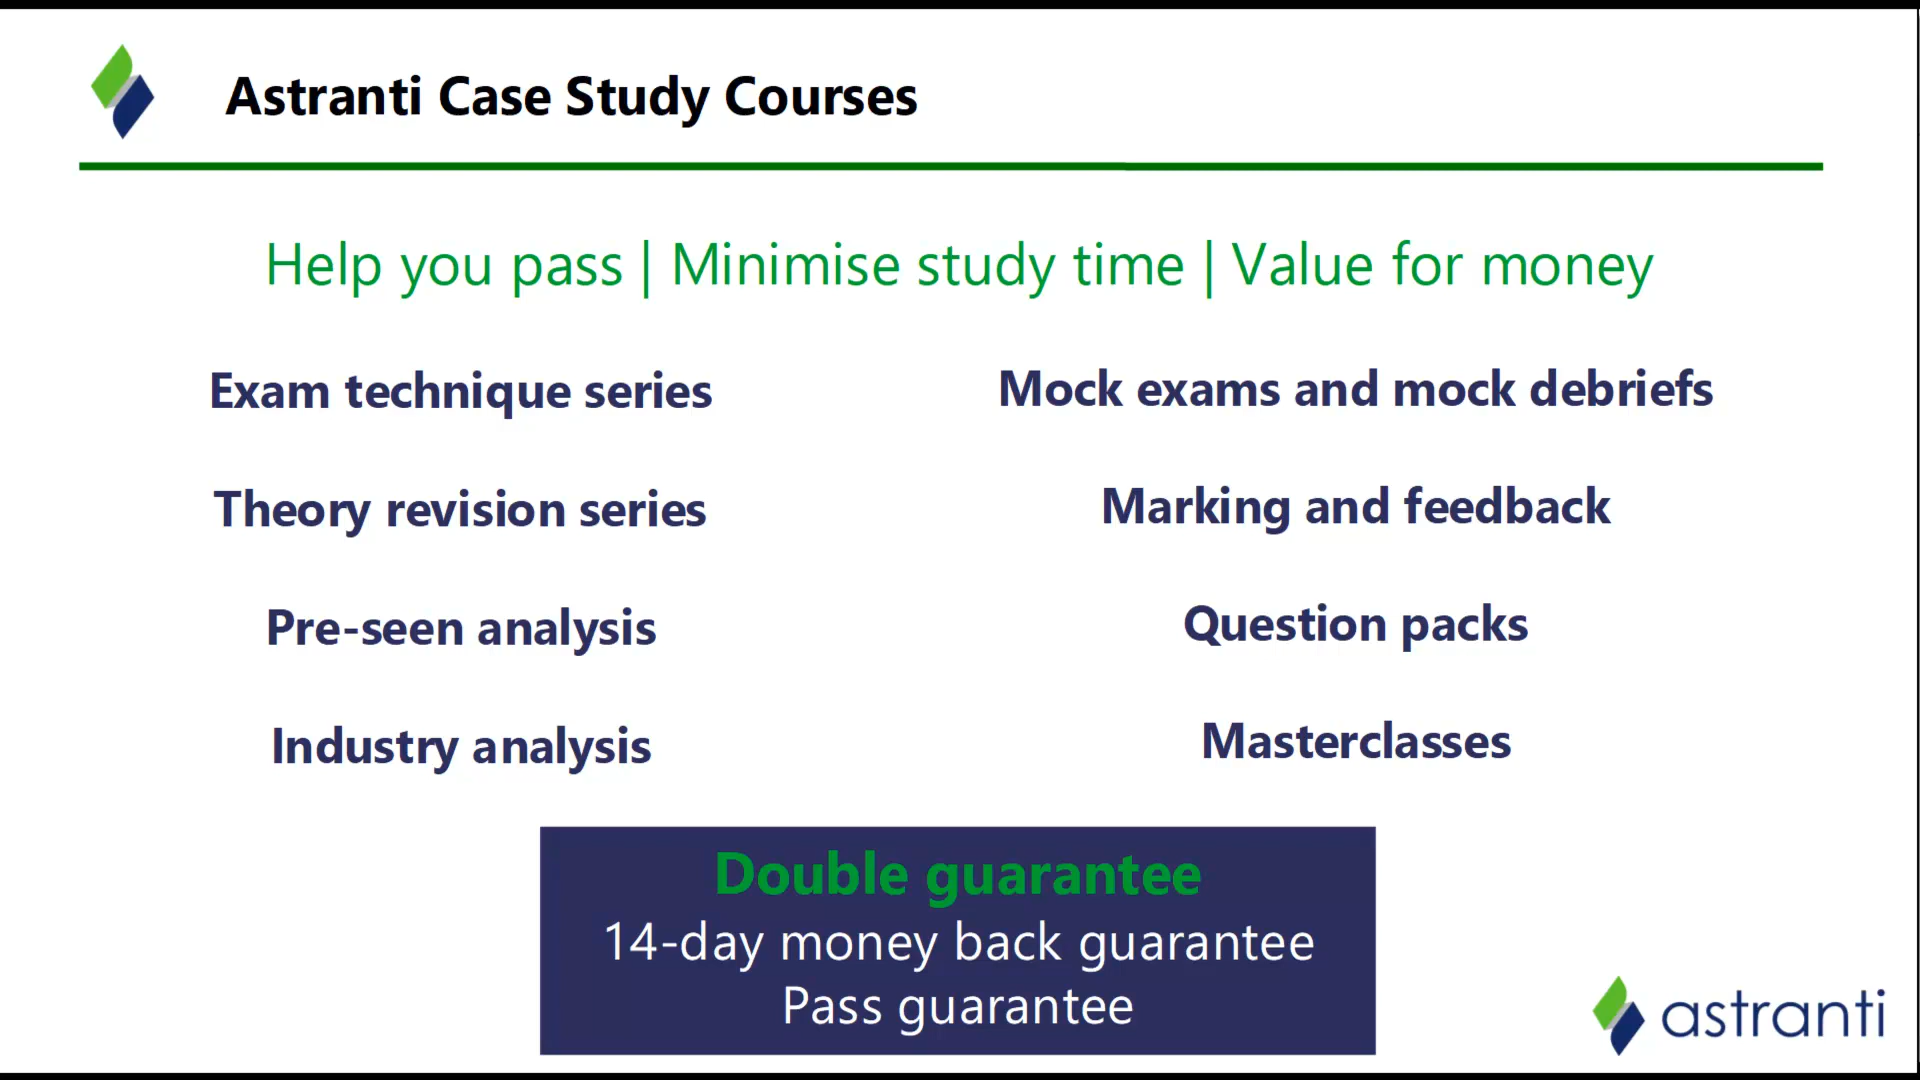 Astranti Case Study Courses
Help you pass | Minimise study time | Value for money
Exam technique series
Theory revision series
Pre-seen analysis
Industry analysis
Mock exams and mock debriefs
Marking and feedback
Question packs
Masterclasses
Double guarantee
14-day money back guarantee
Pass guarantee
astranti